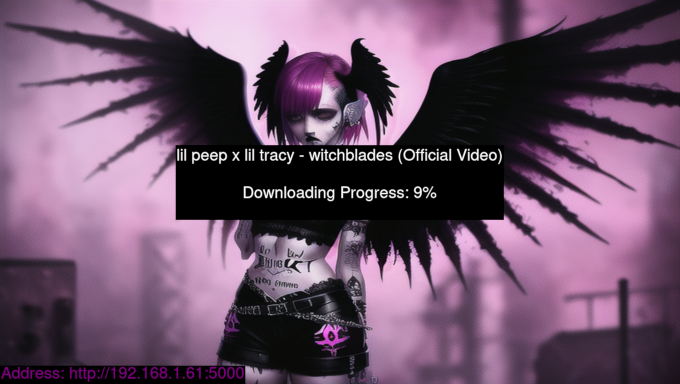 lil peep x lil tracy - witchblades (Official Video)
Downloading Progress: 9%
Address: http://192.168.1.61:5000